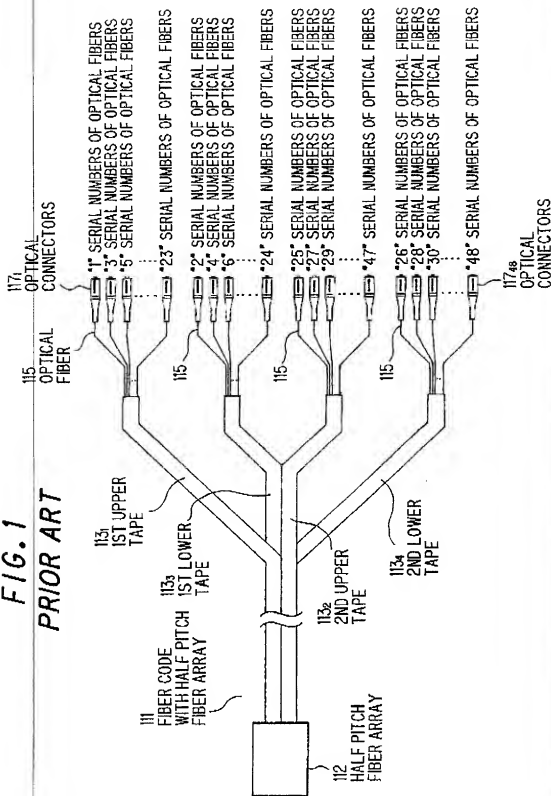 FIG. 1
PRIOR ART
117₁
OPTICAL
CONNECTORS
115
OPTICAL
FIBER
"1" SERIAL NUMBERS OF OPTICAL FIBERS
"3" SERIAL NUMBERS OF OPTICAL FIBERS
"5" SERIAL NUMBERS OF OPTICAL FIBERS
"23" SERIAL NUMBERS OF OPTICAL FIBERS
"2" SERIAL NUMBERS OF OPTICAL FIBERS
"4" SERIAL NUMBERS OF OPTICAL FIBERS
"6" SERIAL NUMBERS OF OPTICAL FIBERS
"24" SERIAL NUMBERS OF OPTICAL FIBERS
115
"25" SERIAL NUMBERS OF OPTICAL FIBERS
"27" SERIAL NUMBERS OF OPTICAL FIBERS
"29" SERIAL NUMBERS OF OPTICAL FIBERS
"47" SERIAL NUMBERS OF OPTICAL FIBERS
115
"26" SERIAL NUMBERS OF OPTICAL FIBERS
"28" SERIAL NUMBERS OF OPTICAL FIBERS
"30" SERIAL NUMBERS OF OPTICAL FIBERS
"48" SERIAL NUMBERS OF OPTICAL FIBERS
115
117₄₈
OPTICAL
CONNECTORS
113₁
1ST UPPER
TAPE
113₃
1ST LOWER
TAPE
113₂
2ND UPPER
TAPE
113₄
2ND LOWER
TAPE
111
FIBER CODE
WITH HALF PITCH
FIBER ARRAY
112
HALF PITCH
FIBER ARRAY